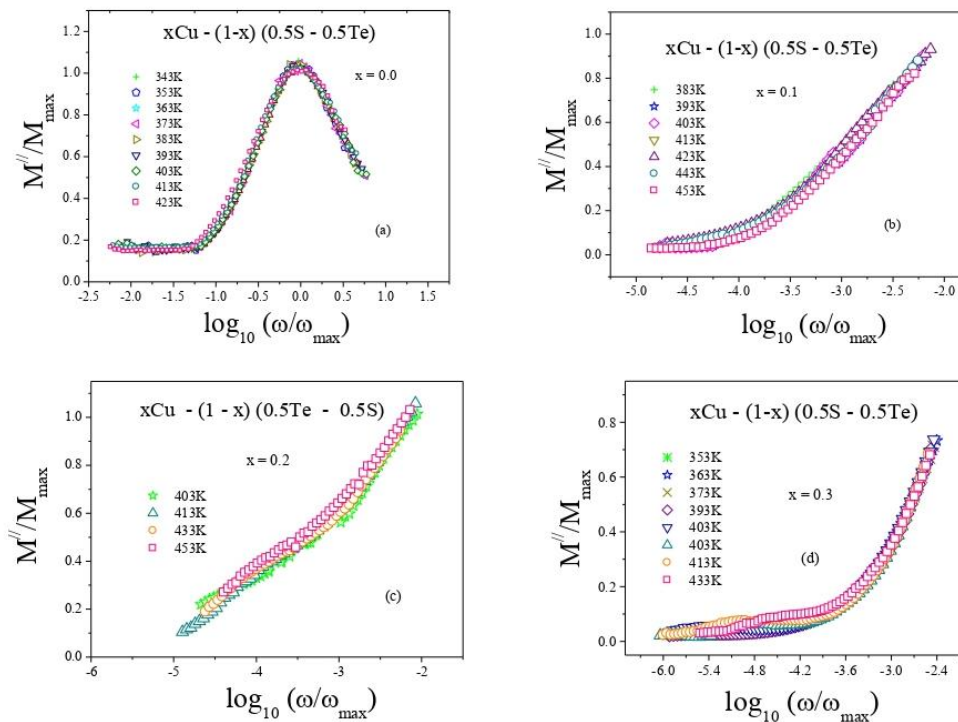 xCu - (1-x) (0.5S - 0.5Te)
x = 0.0
343K
353K
363K
373K
383K
393K
403K
413K
423K
(a)
M''/M_max
1.2
1.0
0.8
0.6
0.4
0.2
0.0
-2.5 -2.0 -1.5 -1.0 -0.5 0.0 0.5 1.0 1.5
log10 (ω/ωmax)
xCu - (1-x) (0.5S - 0.5Te)
x = 0.1
383K
393K
403K
413K
423K
443K
453K
(b)
M''/M_max
1.0
0.8
0.6
0.4
0.2
0.0
-5.0 -4.5 -4.0 -3.5 -3.0 -2.5 -2.0
log10 (ω/ωmax)
xCu - (1 - x) (0.5Te - 0.5S)
x = 0.2
403K
413K
433K
453K
(c)
M''/M_max
1.0
0.8
0.6
0.4
0.2
0.0
-6 -5 -4 -3 -2
log10 (ω/ωmax)
xCu - (1-x) (0.5S - 0.5Te)
x = 0.3
353K
363K
373K
393K
403K
403K
413K
433K
(d)
M''/M_max
0.8
0.6
0.4
0.2
0.0
-6.0 -5.4 -4.8 -4.2 -3.6 -3.0 -2.4
log10 (ω/ωmax)